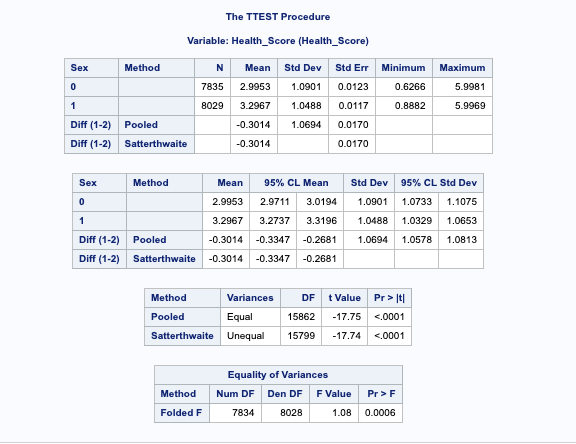 The TTEST Procedure
Variable: Health_Score (Health_Score)
Sex Method N Mean Std Dev Std Err Minimum Maximum
0 7835 2.9953 1.0901 0.0123 0.6266 5.9981
1 8029 3.2967 1.0488 0.0117 0.8882 5.9969
Diff (1-2) Pooled -0.3014 1.0694 0.0170
Diff (1-2) Satterthwaite -0.3014 0.0170
Sex Method Mean 95% CL Mean Std Dev 95% CL Std Dev
0 2.9953 2.9711 3.0194 1.0901 1.0733 1.1075
1 3.2967 3.2737 3.3196 1.0488 1.0329 1.0653
Diff (1-2) Pooled -0.3014 -0.3347 -0.2681 1.0694 1.0578 1.0813
Diff (1-2) Satterthwaite -0.3014 -0.3347 -0.2681
Method Variances DF t Value Pr > |t|
Pooled Equal 15862 -17.75 <.0001
Satterthwaite Unequal 15799 -17.74 <.0001
Equality of Variances
Method Num DF Den DF F Value Pr > F
Folded F 7834 8028 1.08 0.0006